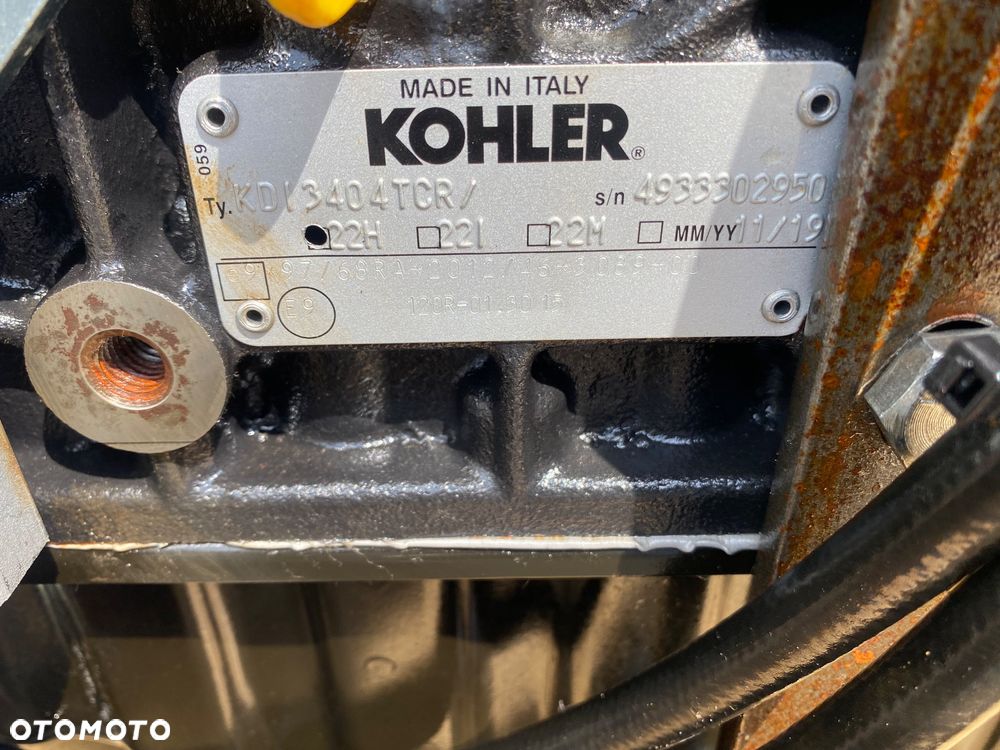 MADE IN ITALY
KOHLER®
059
Ty. KDI3404TCR/ s/n 4933302950
22H 22I 22M MM/YY 11/19
E9
OTOMOTO